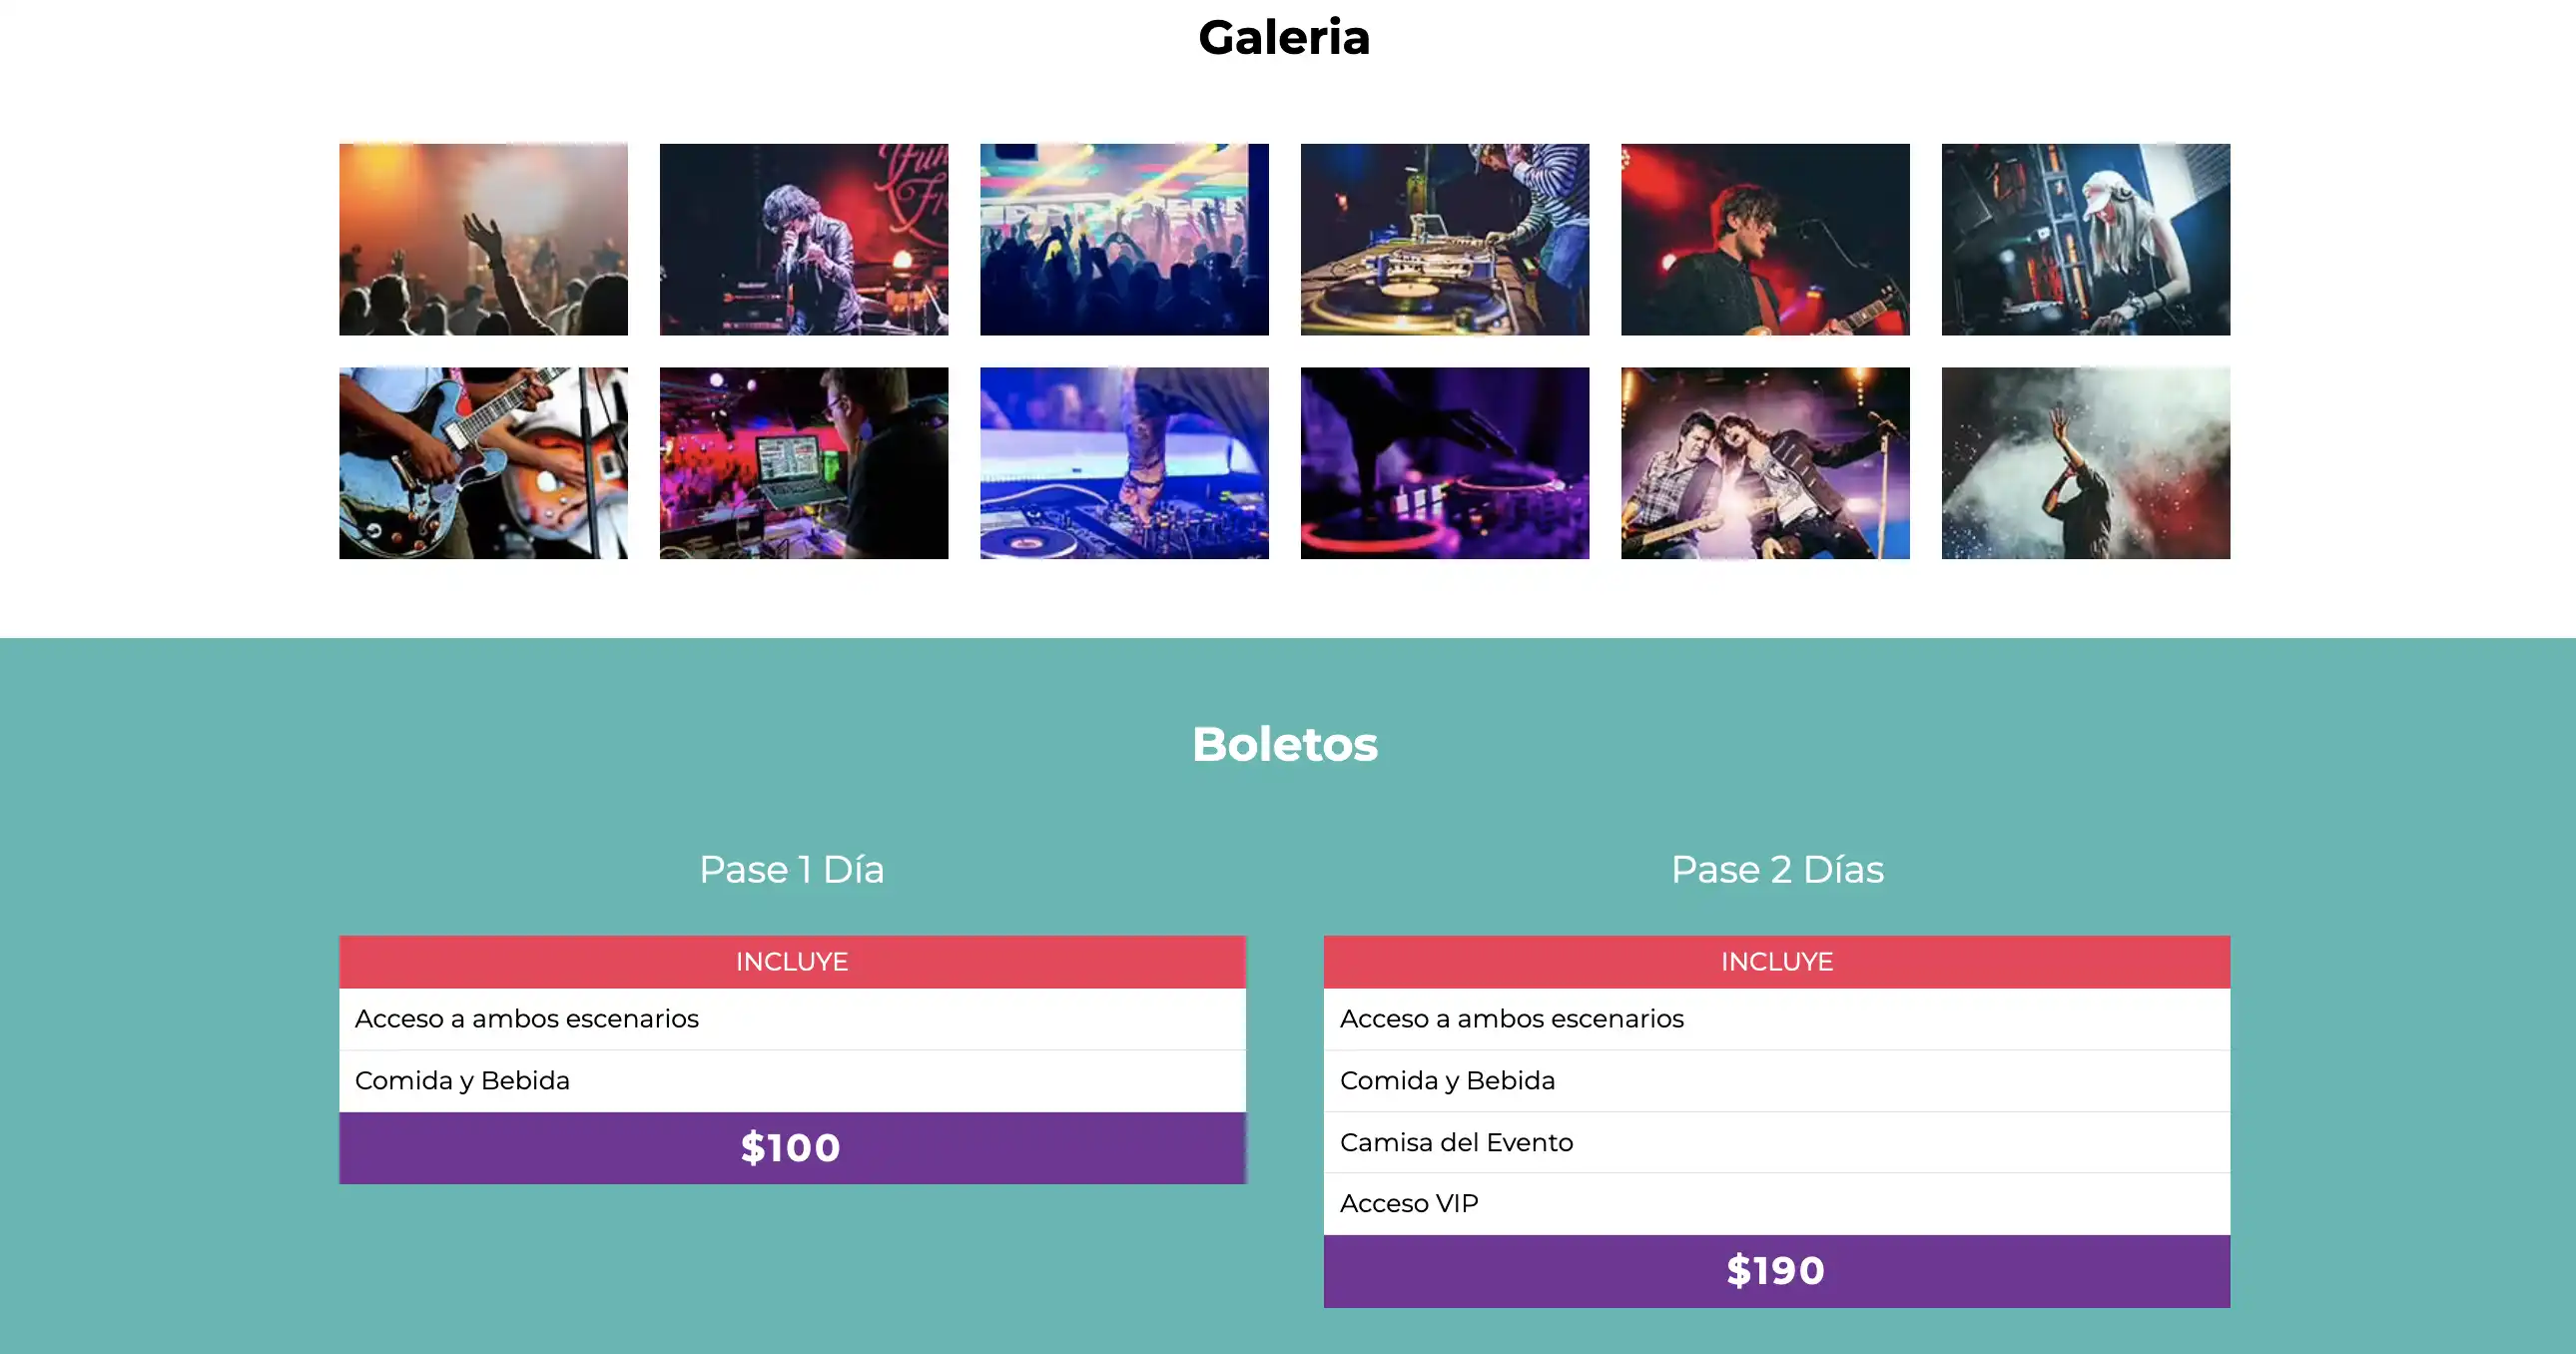 Galeria
Boletos
Pase 1 Día
INCLUYE
Acceso a ambos escenarios
Comida y Bebida
$100
Pase 2 Días
INCLUYE
Acceso a ambos escenarios
Comida y Bebida
Camisa del Evento
Acceso VIP
$190